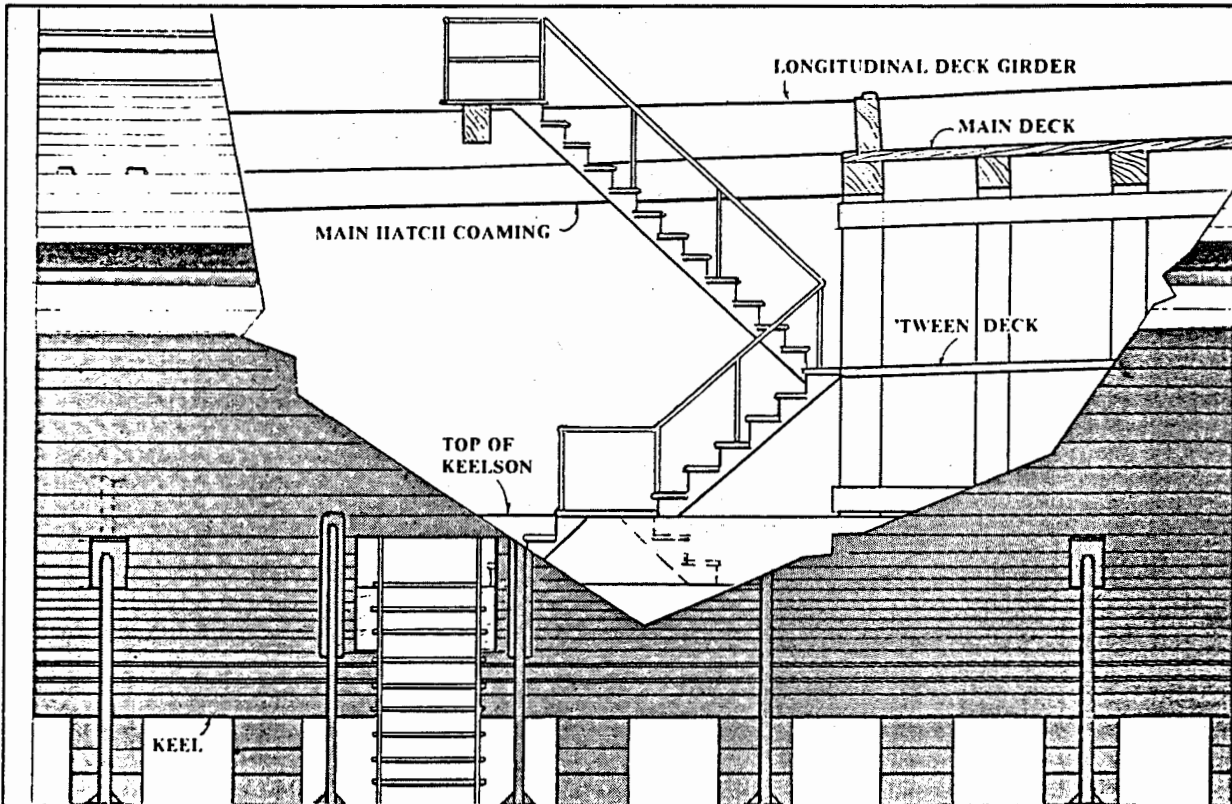 LONGITUDINAL DECK GIRDER
MAIN DECK
MAIN HATCH COAMING
'TWEEN DECK
TOP OF
KEELSON
KEEL